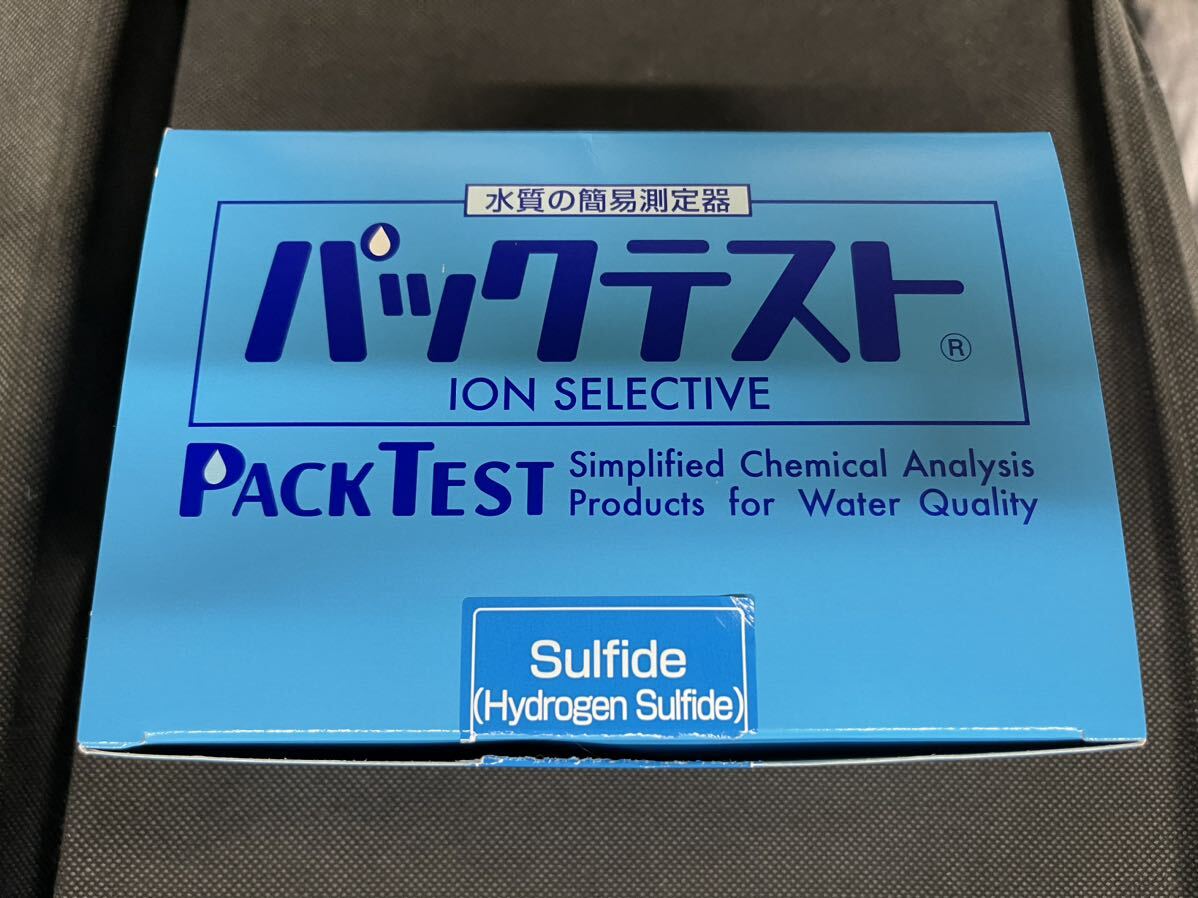 水質の簡易測定器
パックテスト®
ION SELECTIVE
PACKTEST
Simplified Chemical Analysis
Products for Water Quality
Sulfide
(Hydrogen Sulfide)